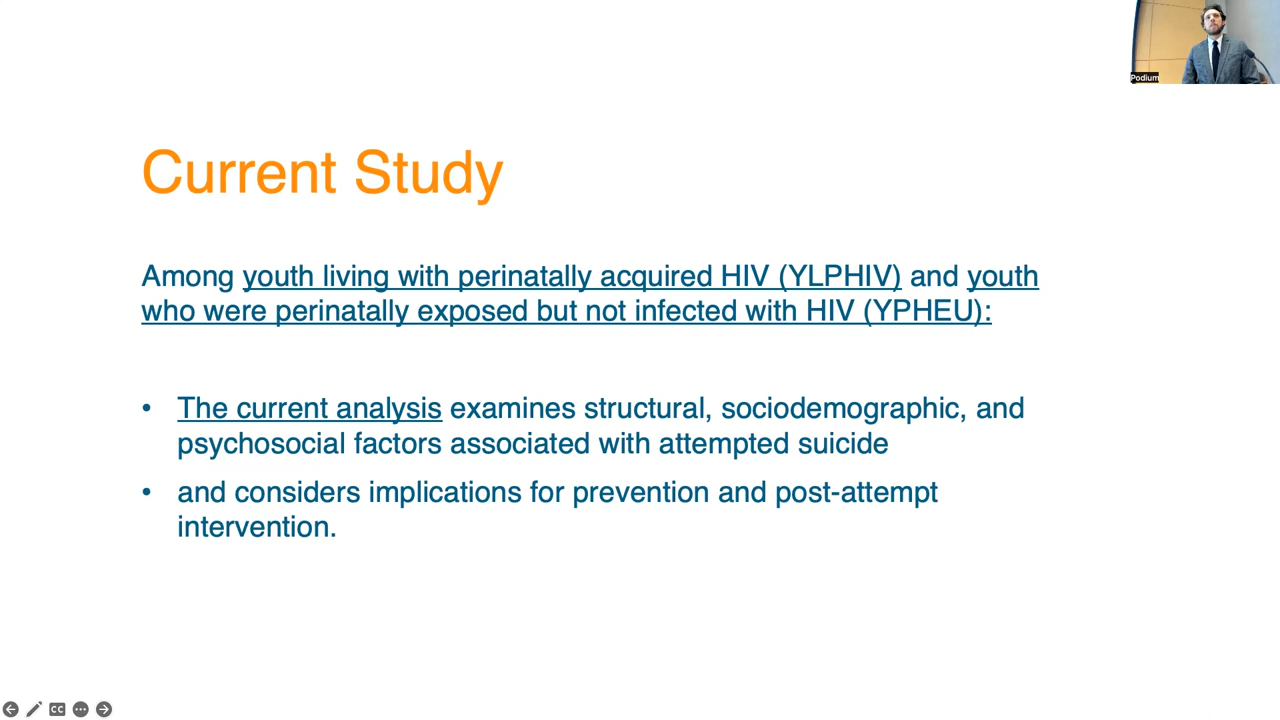 Podium
Current Study
Among youth living with perinatally acquired HIV (YLPHIV) and youth
who were perinatally exposed but not infected with HIV (YPHEU):
• The current analysis examines structural, sociodemographic, and
psychosocial factors associated with attempted suicide
• and considers implications for prevention and post-attempt
intervention.
CC